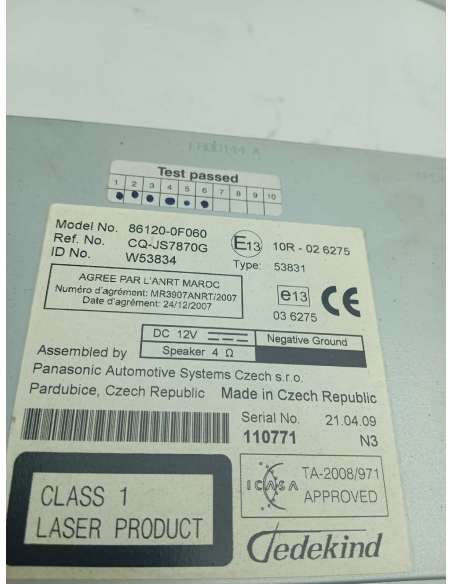 Test passed
1 2 3 4 5 6 7 8 9 10
Model No. 86120-0F060
Ref. No. CQ-JS7870G
ID No. W53834
E13 10R - 02 6275
Type: 53831
AGREE PAR L'ANRT MAROC
Numéro d'agrément: MR3907ANRT/2007
Date d'agrément: 24/12/2007
e13 CE
03 6275
DC 12V Negative Ground
Speaker 4 Ω
Assembled by
Panasonic Automotive Systems Czech s.r.o.
Pardubice, Czech Republic Made in Czech Republic
Serial No. 21.04.09
110771 N3
CLASS 1
LASER PRODUCT
ICASA TA-2008/971
APPROVED
Tedekind